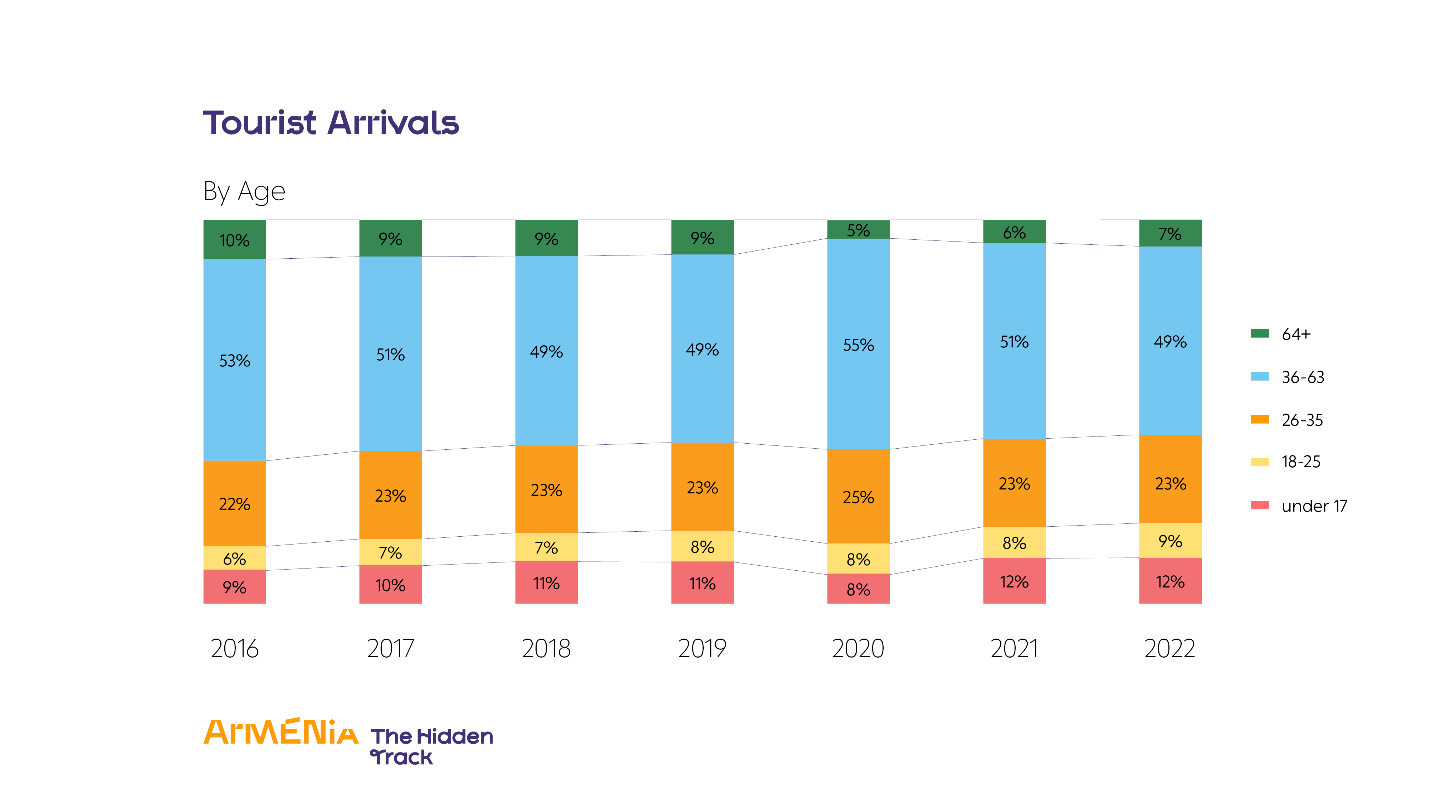 Tourist Arrivals
By Age
10% 9% 9% 9% 5% 6% 7%
53% 51% 49% 49% 55% 51% 49%
22% 23% 23% 23% 25% 23% 23%
6% 7% 7% 8% 8% 8% 9%
9% 10% 11% 11% 8% 12% 12%
2016 2017 2018 2019 2020 2021 2022
64+
36-63
26-35
18-25
under 17
ArMÉNiA The Hidden
Track